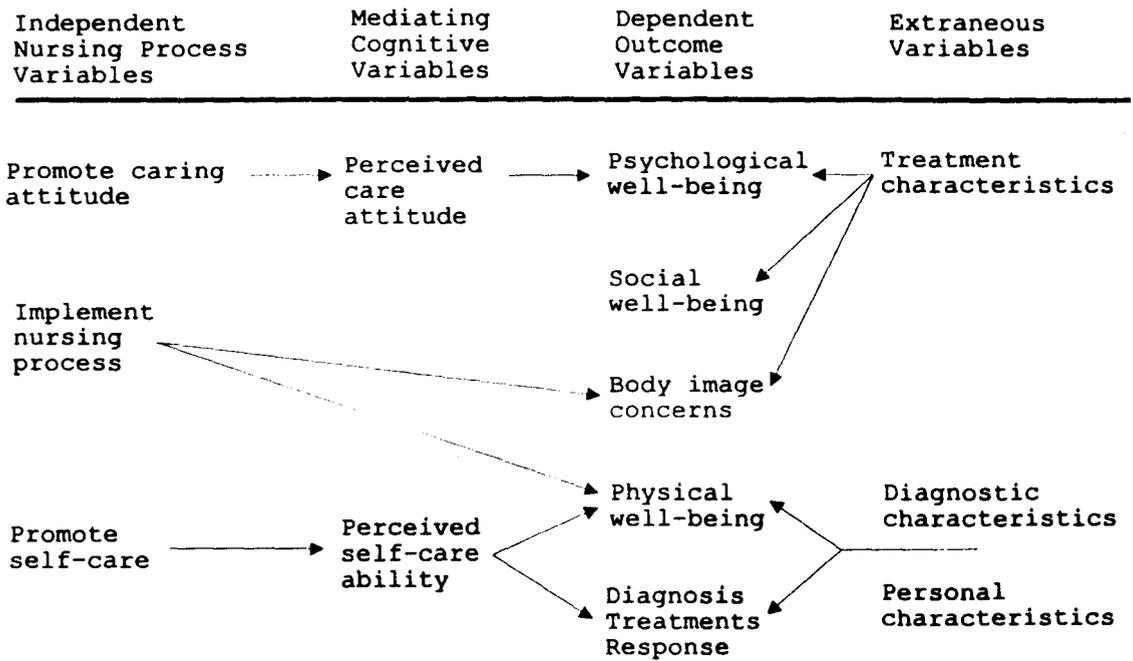 Independent
Nursing Process
Variables
Mediating
Cognitive
Variables
Dependent
Outcome
Variables
Extraneous
Variables
Promote caring
attitude
Perceived
care
attitude
Psychological
well-being
Treatment
characteristics
Social
well-being
Implement
nursing
process
Body image
concerns
Physical
well-being
Diagnostic
characteristics
Promote
self-care
Perceived
self-care
ability
Diagnosis
Treatments
Response
Personal
characteristics